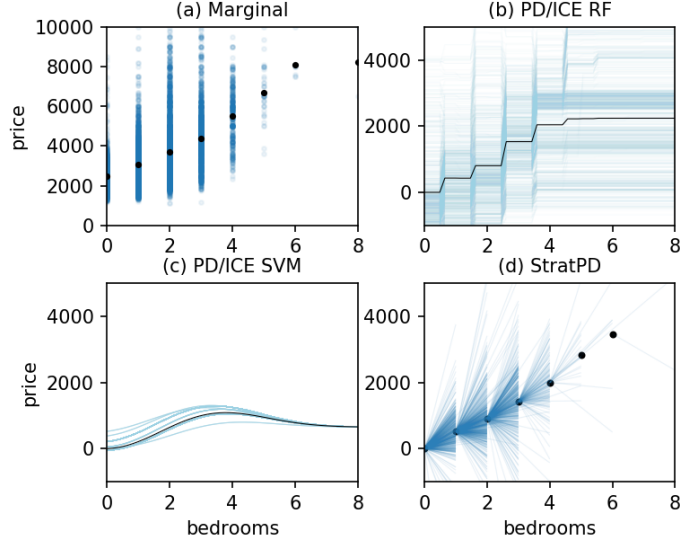 (a) Marginal
(b) PD/ICE RF
10000
8000
6000
4000
2000
0
price
0 2 4 6 8
4000
2000
0
0 2 4 6 8
(c) PD/ICE SVM
(d) StratPD
4000
2000
0
price
0 2 4 6 8
bedrooms
4000
2000
0
0 2 4 6 8
bedrooms